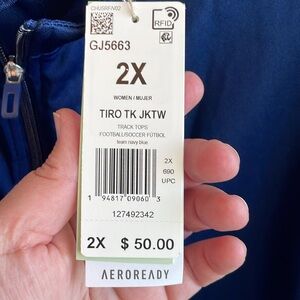 CHUSRFN02
RFID
GJ5663
2X
WOMEN / MUJER
TIRO TK JKTW
TRACK TOPS
FOOTBALL/SOCCER FÚTBOL
team navy blue
2X
690
UPC
1 94817 09060 3
127492342
2X $ 50.00
AEROREADY